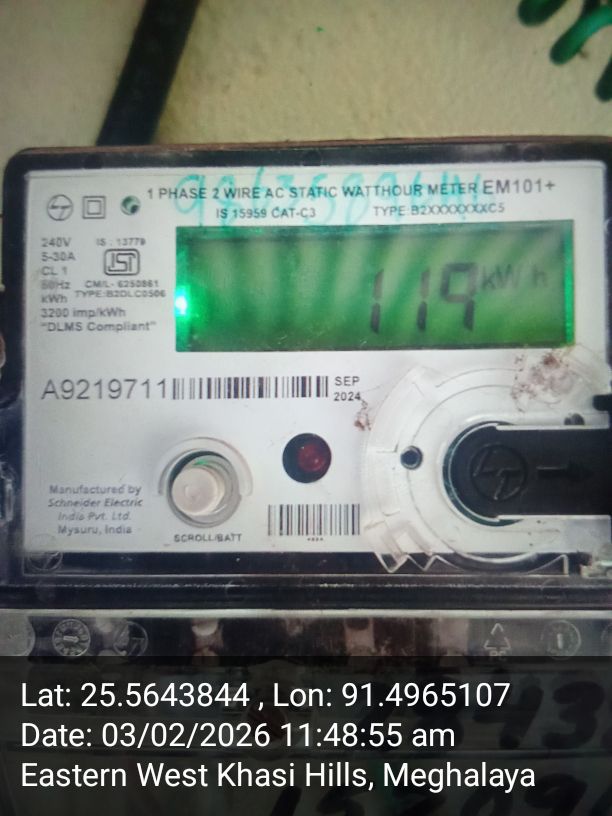 1 PHASE 2 WIRE AC STATIC WATTHOUR METER EM101+
IS 15959 CAT-C3 TYPE:B2XXXXXXXC5
240V IS : 13779
5-30A
CL 1
50Hz CM/L- 6250861
kWh TYPE:B2DLC0506
3200 imp/kWh
"DLMS Compliant"
119 kWh
A9219711 SEP
2024
Manufactured by
Schneider Electric
India Pvt. Ltd.
Mysuru, India
SCROLL/BATT
Lat: 25.5643844 , Lon: 91.4965107
Date: 03/02/2026 11:48:55 am
Eastern West Khasi Hills, Meghalaya